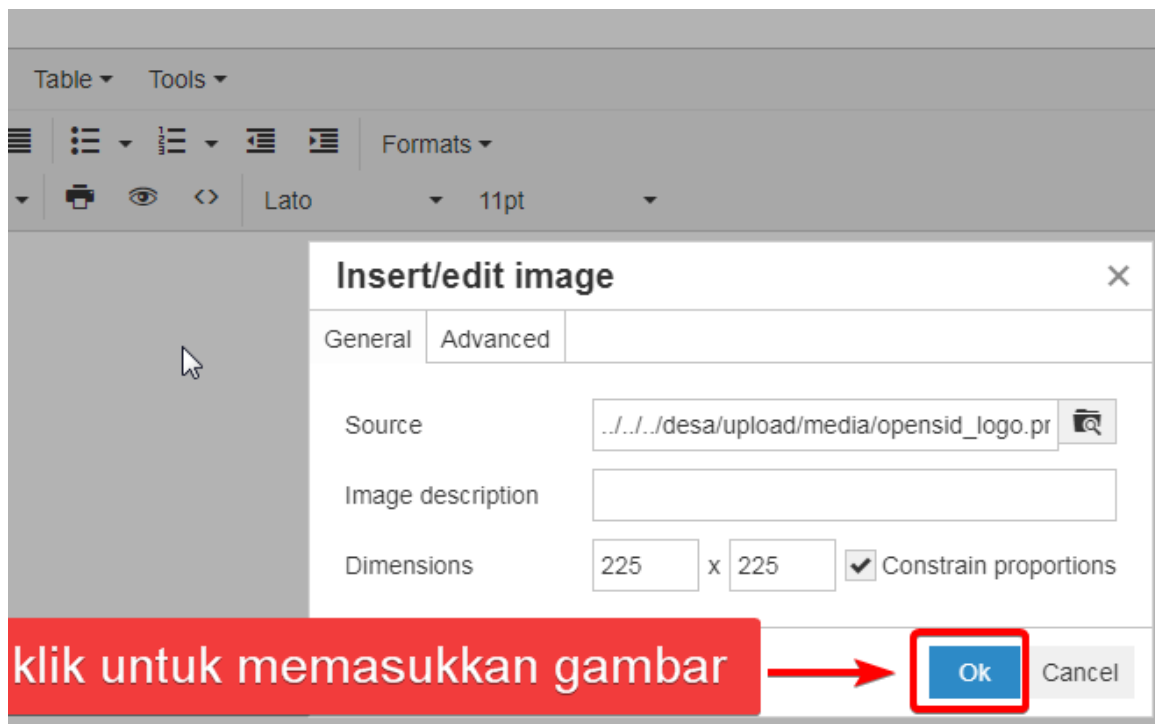 Table Tools
Formats
Lato 11pt
Insert/edit image
General Advanced
Source ../../../desa/upload/media/opensid_logo.pr
Image description
Dimensions 225 x 225 Constrain proportions
klik untuk memasukkan gambar Ok Cancel